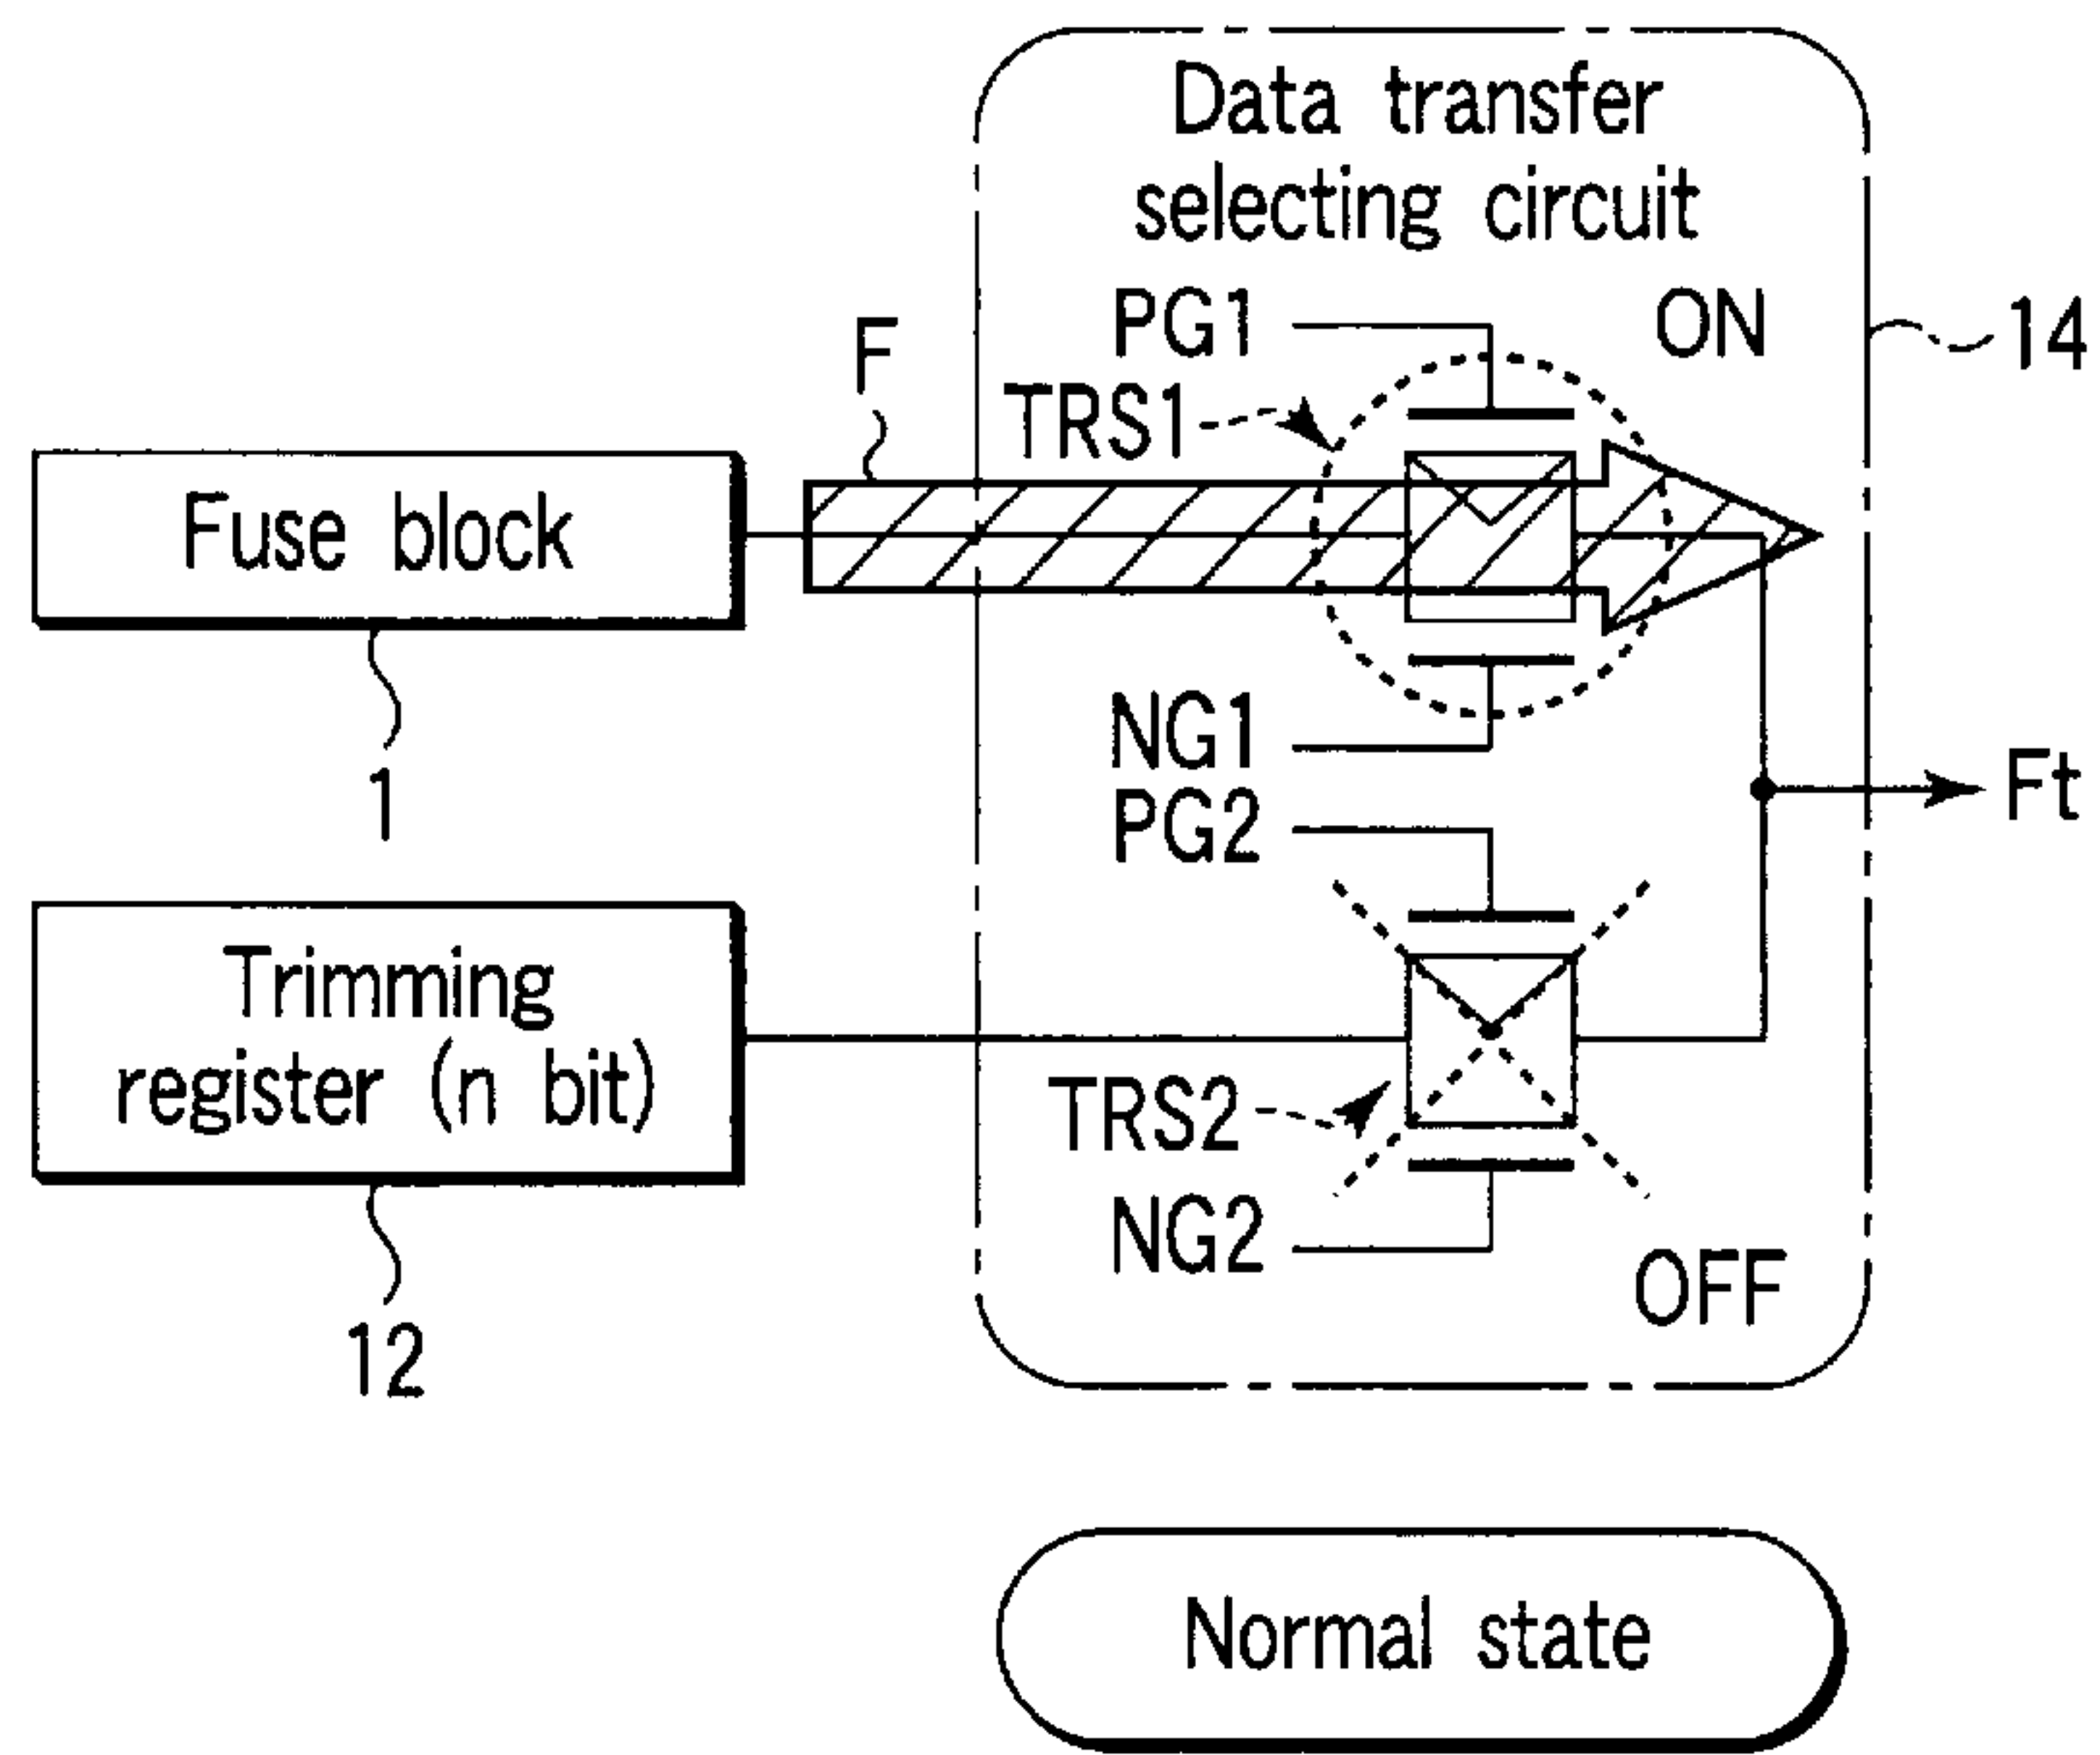 Data transfer
selecting circuit
PG1
ON
14
F
TRS1
Fuse block
1
NG1
PG2
Ft
Trimming
register (n bit)
TRS2
12
NG2
OFF
Normal state